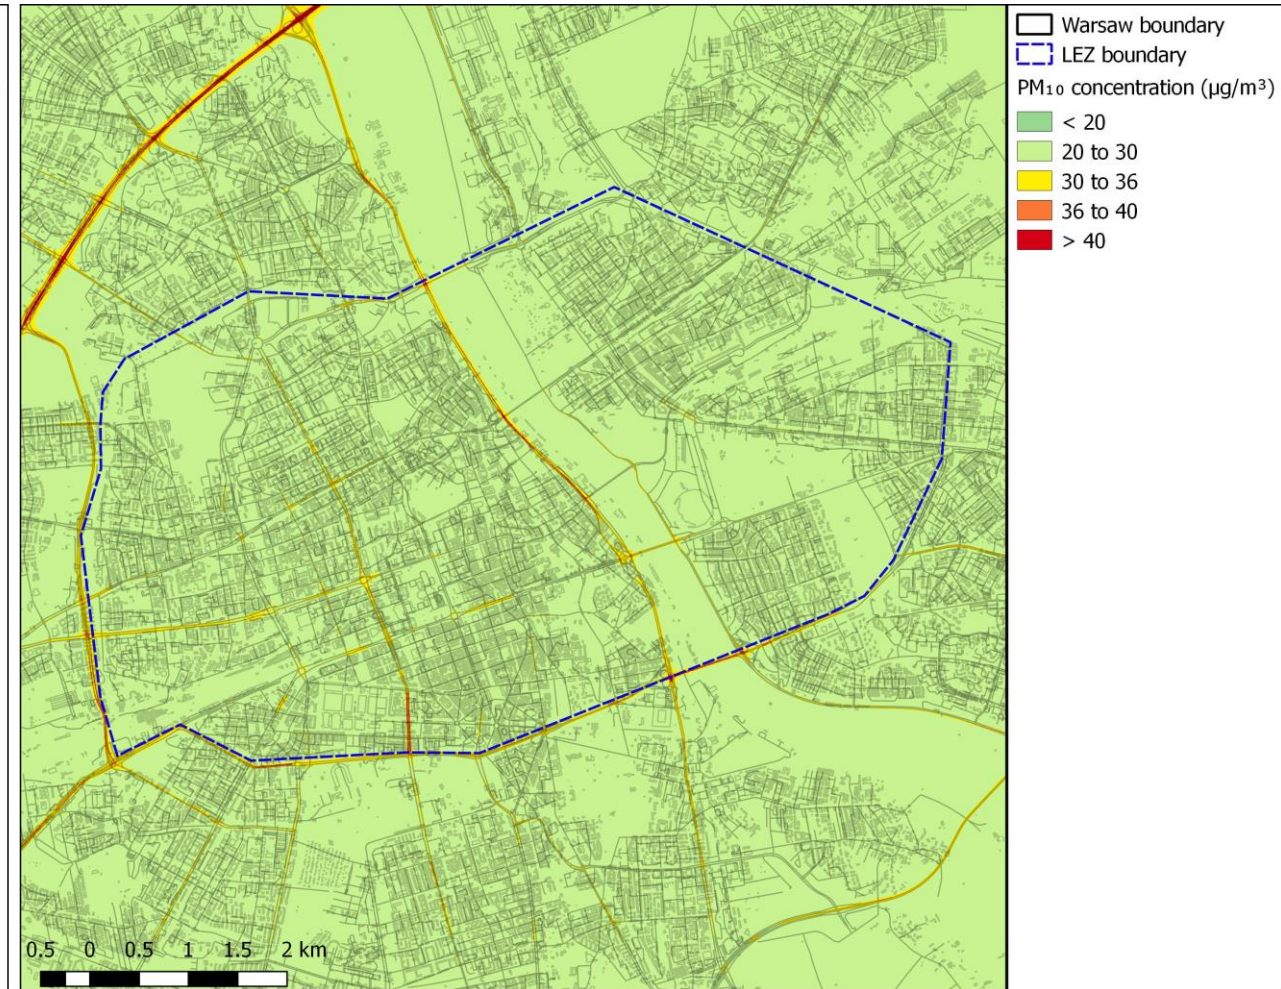 Warsaw boundary
LEZ boundary
PM₁₀ concentration (µg/m³)
< 20
20 to 30
30 to 36
36 to 40
> 40
0.5 0 0.5 1 1.5 2 km